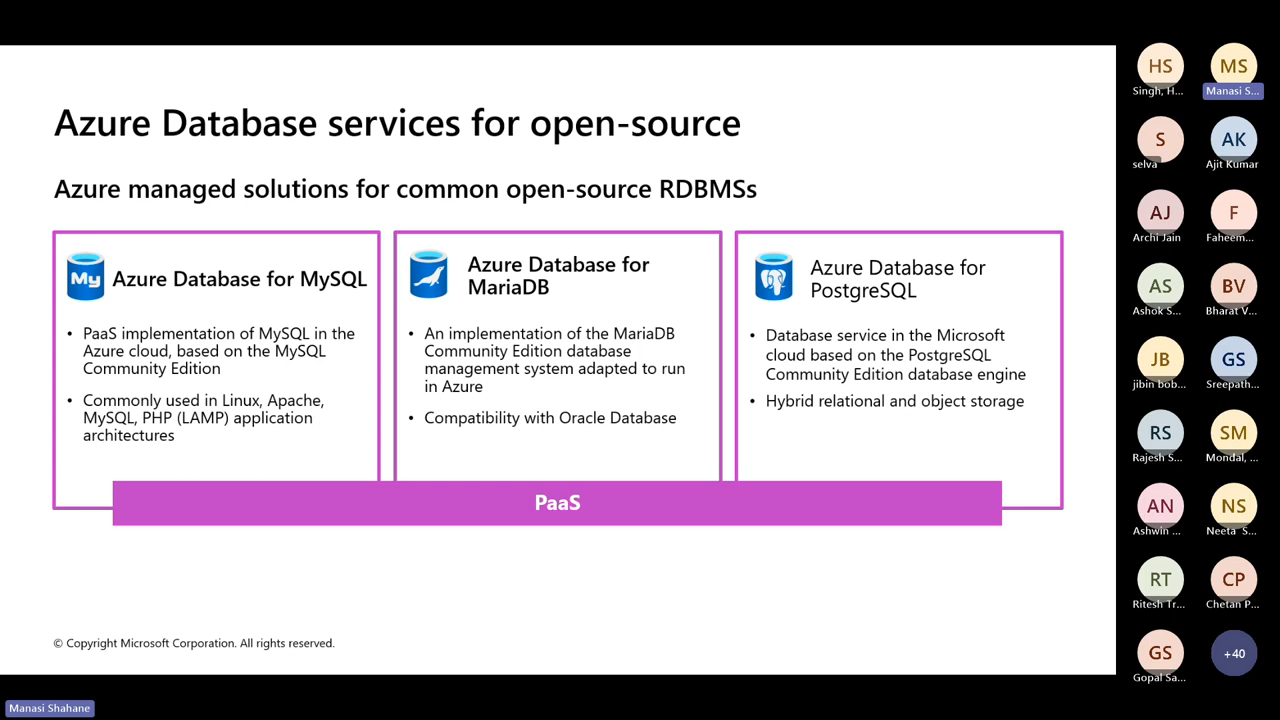 Azure Database services for open-source
Azure managed solutions for common open-source RDBMSs
My
Azure Database for MySQL
• PaaS implementation of MySQL in the
Azure cloud, based on the MySQL
Community Edition
• Commonly used in Linux, Apache,
MySQL, PHP (LAMP) application
architectures
Azure Database for
MariaDB
• An implementation of the MariaDB
Community Edition database
management system adapted to run
in Azure
• Compatibility with Oracle Database
Azure Database for
PostgreSQL
• Database service in the Microsoft
cloud based on the PostgreSQL
Community Edition database engine
• Hybrid relational and object storage
PaaS
© Copyright Microsoft Corporation. All rights reserved.
Manasi Shahane
HS
Singh, H...
MS
Manasi S...
S
selva
AK
Ajit Kumar
AJ
Archi Jain
F
Faheem...
AS
Ashok S...
BV
Bharat V...
JB
jibin bob...
GS
Sreepath...
RS
Rajesh S...
SM
Mondal, ...
AN
Ashwin ...
NS
Neeta S...
RT
Ritesh Tr...
CP
Chetan P...
GS
Gopal Sa...
+40